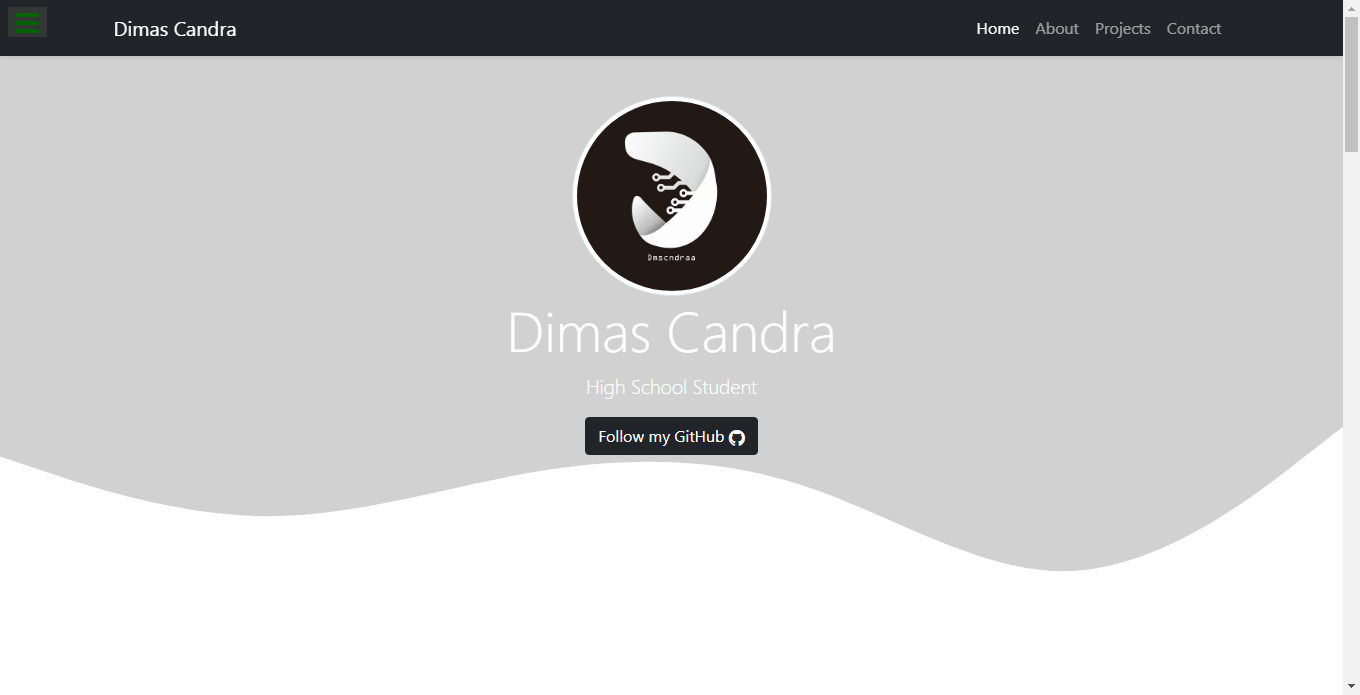 Dimas Candra
Home About Projects Contact
Dmscndraa
Dimas Candra
High School Student
Follow my GitHub